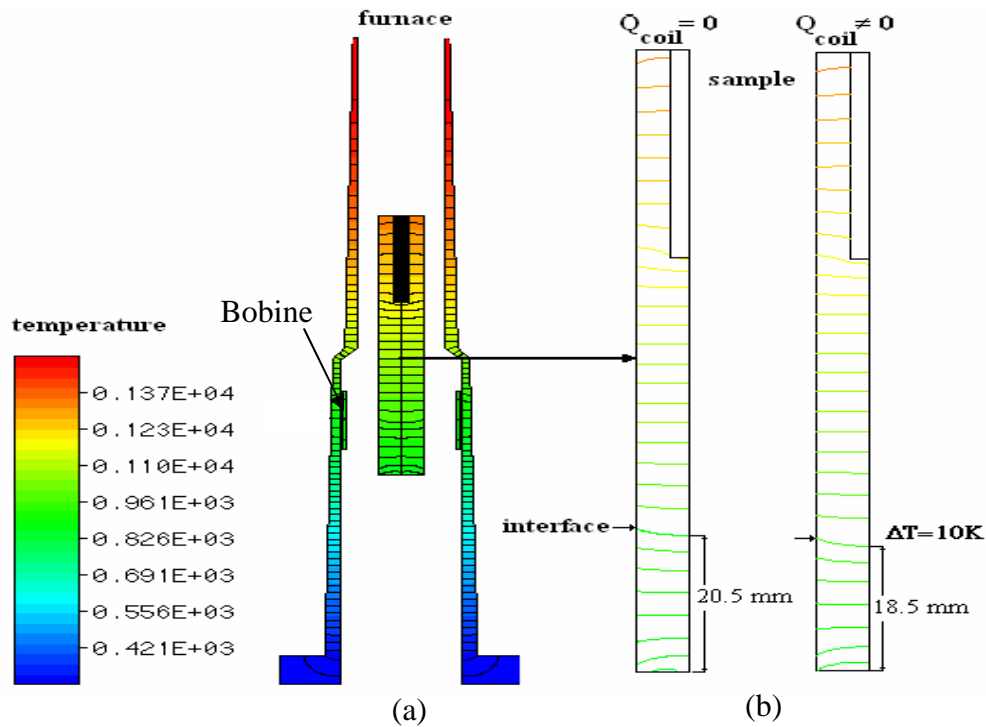 furnace
Q coil = 0
Q coil ≠ 0
sample
Bobine
temperature
0.137E+04
0.123E+04
0.110E+04
0.961E+03
0.826E+03
0.691E+03
0.556E+03
0.421E+03
interface
ΔT=10K
20.5 mm
18.5 mm
(a)
(b)